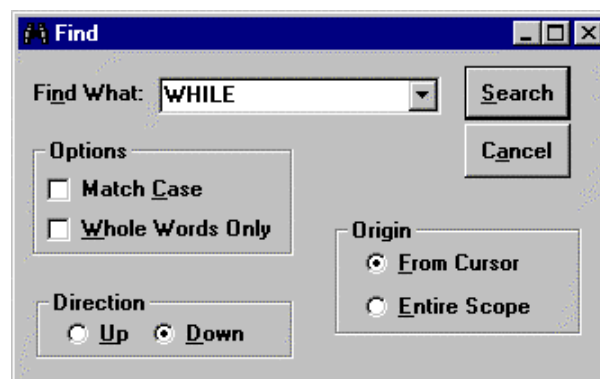 Find
Find What: WHILE
Search
Cancel
Options
Match Case
Whole Words Only
Origin
From Cursor
Entire Scope
Direction
Up Down